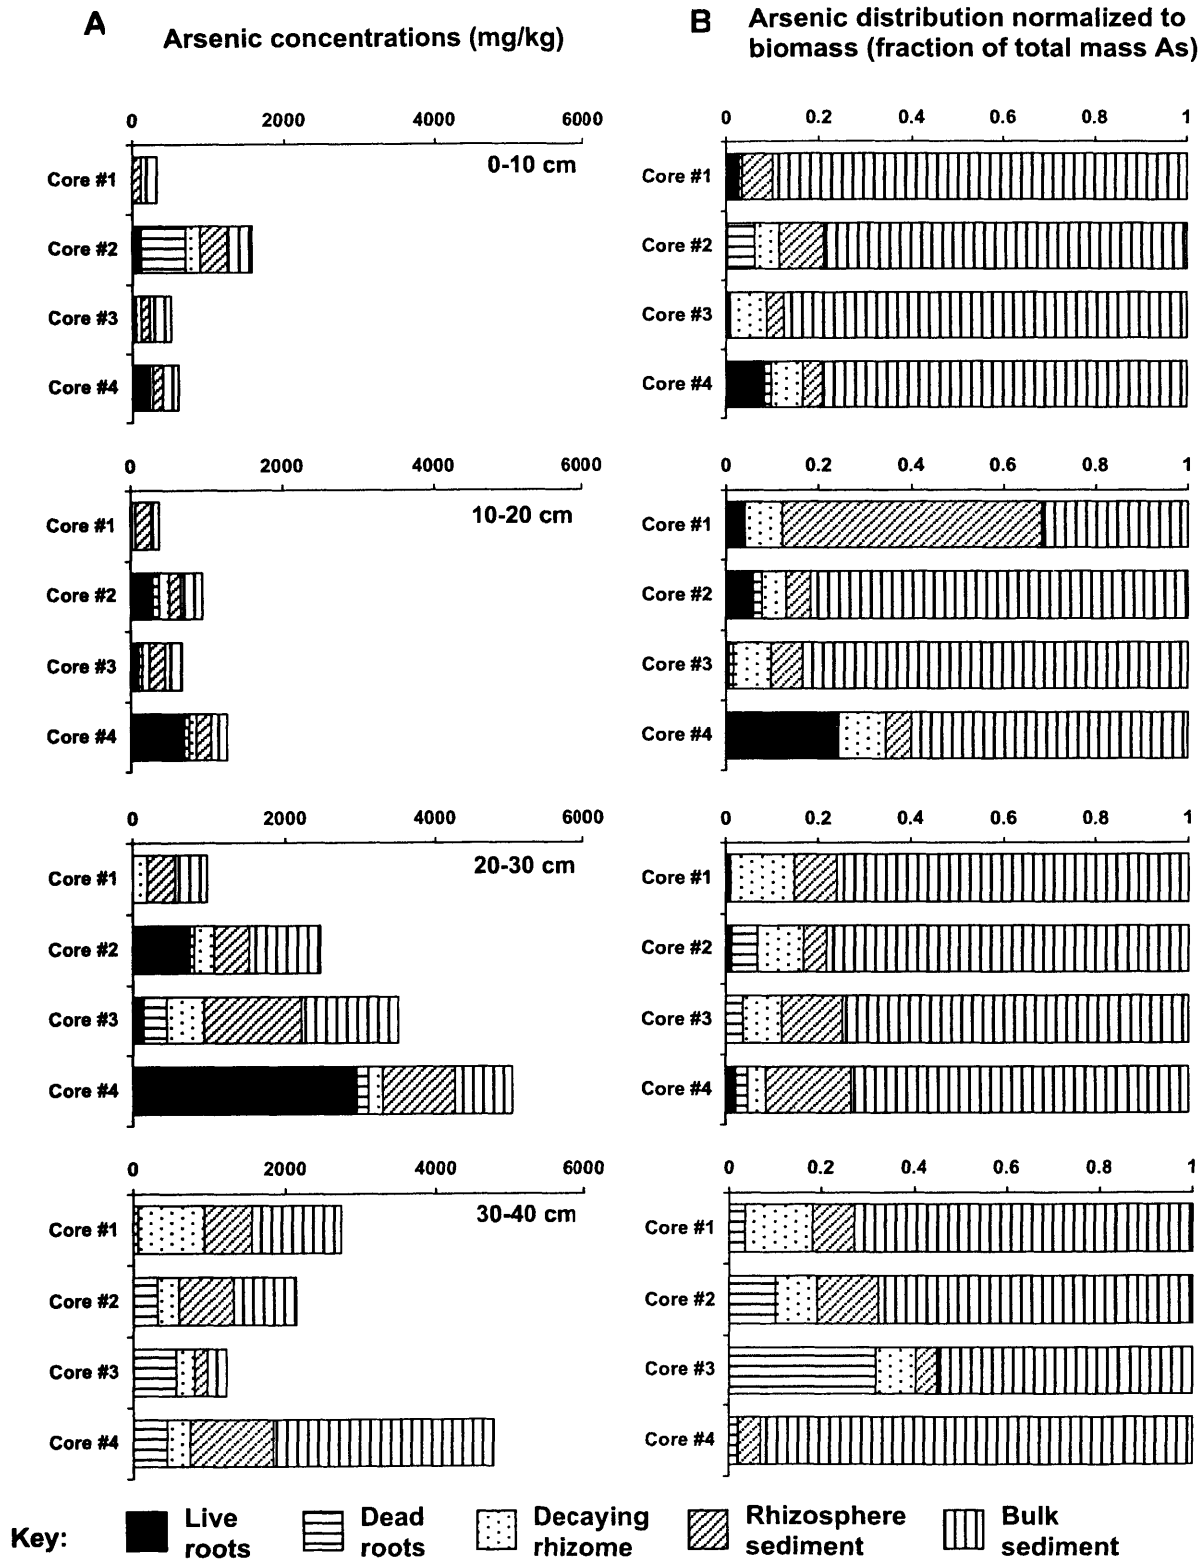 A
Arsenic concentrations (mg/kg)
B
Arsenic distribution normalized to
biomass (fraction of total mass As)
0 2000 4000 6000
0-10 cm
Core #1
Core #2
Core #3
Core #4
0 0.2 0.4 0.6 0.8 1
Core #1
Core #2
Core #3
Core #4
0 2000 4000 6000
10-20 cm
Core #1
Core #2
Core #3
Core #4
0 0.2 0.4 0.6 0.8 1
Core #1
Core #2
Core #3
Core #4
0 2000 4000 6000
20-30 cm
Core #1
Core #2
Core #3
Core #4
0 0.2 0.4 0.6 0.8 1
Core #1
Core #2
Core #3
Core #4
0 2000 4000 6000
30-40 cm
Core #1
Core #2
Core #3
Core #4
0 0.2 0.4 0.6 0.8 1
Core #1
Core #2
Core #3
Core #4
Key:
Live
roots
Dead
roots
Decaying
rhizome
Rhizosphere
sediment
Bulk
sediment